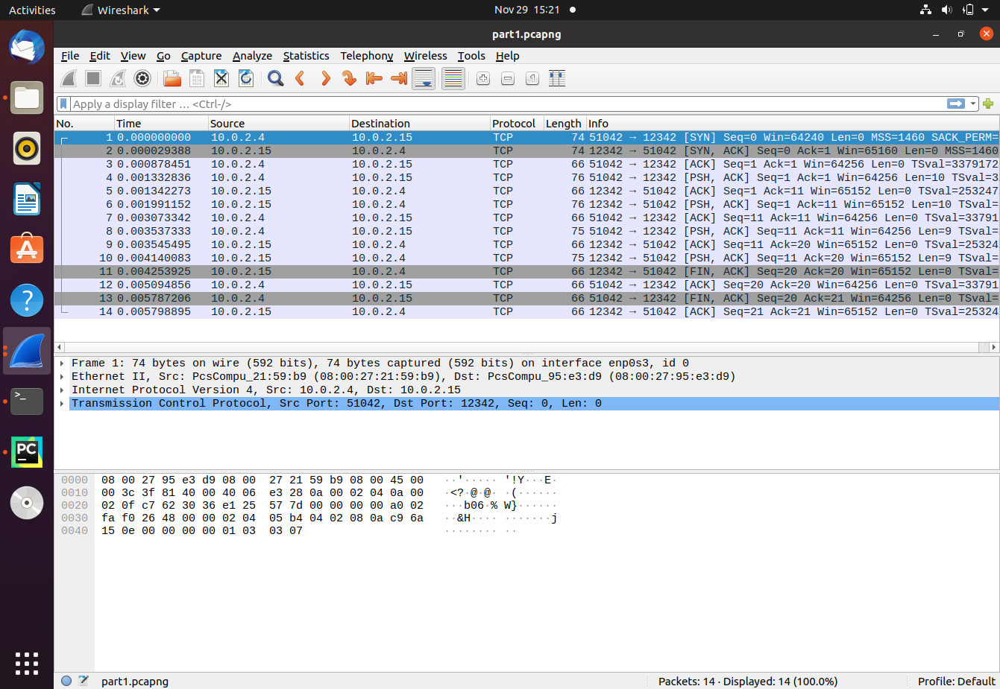 Activities Wireshark Nov 29 15:21
part1.pcapng
File Edit View Go Capture Analyze Statistics Telephony Wireless Tools Help
Apply a display filter … <Ctrl-/>
No. Time Source Destination Protocol Length Info
1 0.000000000 10.0.2.4 10.0.2.15 TCP 74 51042 → 12342 [SYN] Seq=0 Win=64240 Len=0 MSS=1460 SACK_PERM=
2 0.000029388 10.0.2.15 10.0.2.4 TCP 74 12342 → 51042 [SYN, ACK] Seq=0 Ack=1 Win=65160 Len=0 MSS=1460
3 0.000878451 10.0.2.4 10.0.2.15 TCP 66 51042 → 12342 [ACK] Seq=1 Ack=1 Win=64256 Len=0 TSval=3379172
4 0.001332836 10.0.2.4 10.0.2.15 TCP 76 51042 → 12342 [PSH, ACK] Seq=1 Ack=1 Win=64256 Len=10 TSval=3
5 0.001342273 10.0.2.15 10.0.2.4 TCP 66 12342 → 51042 [ACK] Seq=1 Ack=11 Win=65152 Len=0 TSval=253247
6 0.001991152 10.0.2.15 10.0.2.4 TCP 76 12342 → 51042 [PSH, ACK] Seq=1 Ack=11 Win=65152 Len=10 TSval=
7 0.003073342 10.0.2.4 10.0.2.15 TCP 66 51042 → 12342 [ACK] Seq=11 Ack=11 Win=64256 Len=0 TSval=33791
8 0.003537333 10.0.2.4 10.0.2.15 TCP 75 51042 → 12342 [PSH, ACK] Seq=11 Ack=11 Win=64256 Len=9 TSval=
9 0.003545495 10.0.2.15 10.0.2.4 TCP 66 12342 → 51042 [ACK] Seq=11 Ack=20 Win=65152 Len=0 TSval=25324
10 0.004140083 10.0.2.15 10.0.2.4 TCP 75 12342 → 51042 [PSH, ACK] Seq=11 Ack=20 Win=65152 Len=9 TSval=
11 0.004253925 10.0.2.15 10.0.2.4 TCP 66 12342 → 51042 [FIN, ACK] Seq=20 Ack=20 Win=65152 Len=0 TSval=
12 0.005094856 10.0.2.4 10.0.2.15 TCP 66 51042 → 12342 [ACK] Seq=20 Ack=20 Win=64256 Len=0 TSval=33791
13 0.005787206 10.0.2.4 10.0.2.15 TCP 66 51042 → 12342 [FIN, ACK] Seq=20 Ack=21 Win=64256 Len=0 TSval=
14 0.005798895 10.0.2.15 10.0.2.4 TCP 66 12342 → 51042 [ACK] Seq=21 Ack=21 Win=65152 Len=0 TSval=25324
Frame 1: 74 bytes on wire (592 bits), 74 bytes captured (592 bits) on interface enp0s3, id 0
Ethernet II, Src: PcsCompu_21:59:b9 (08:00:27:21:59:b9), Dst: PcsCompu_95:e3:d9 (08:00:27:95:e3:d9)
Internet Protocol Version 4, Src: 10.0.2.4, Dst: 10.0.2.15
Transmission Control Protocol, Src Port: 51042, Dst Port: 12342, Seq: 0, Len: 0
0000 08 00 27 95 e3 d9 08 00 27 21 59 b9 08 00 45 00 ··'····· '!Y···E·
0010 00 3c 3f 81 40 00 40 06 e3 28 0a 00 02 04 0a 00 ·<?·@·@· ·(······
0020 02 0f c7 62 30 36 e1 25 57 7d 00 00 00 00 a0 02 ···b06·% W}······
0030 fa f0 26 48 00 00 02 04 05 b4 04 02 08 0a c9 6a ··&H···· ·······j
0040 15 0e 00 00 00 00 01 03 03 07 ········ ··
part1.pcapng Packets: 14 · Displayed: 14 (100.0%) Profile: Default
PC